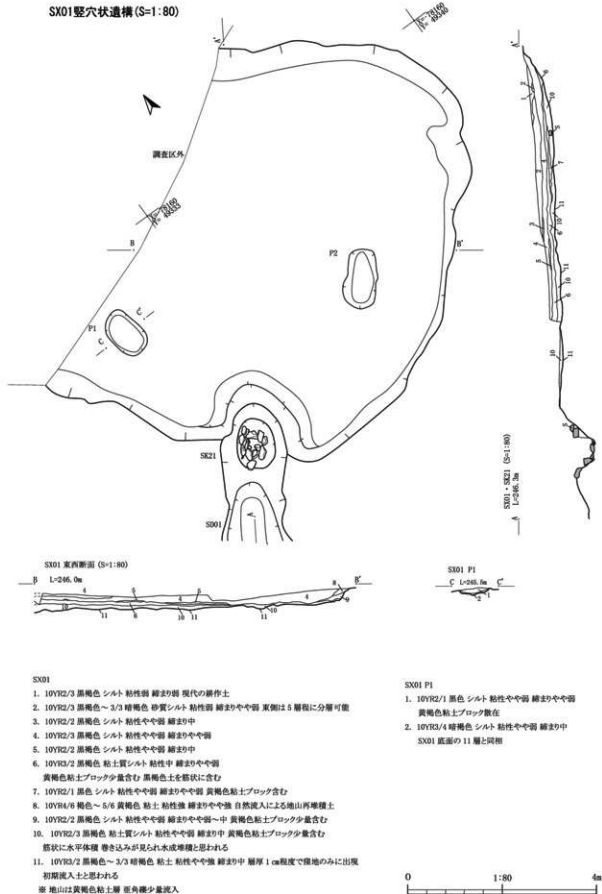 SX01竪穴状遺構(S=1:80)
A'
X=-78160
Y= 49340
A'
調査区外
X=-78160
Y= 49333
B
B'
P2
P1
C'
C
SK21
SD01
A
SX01・SK21 (S=1:80)
L=246.3m
A
SX01 東西断面 (S=1:80)
B L=246.0m B'
SX01 P1
C L=245.8m C'
SX01
1. 10YR2/3 黒褐色 シルト 粘性弱 締まり弱 現代の耕作土
2. 10YR2/3 黒褐色～3/3 暗褐色 砂質シルト 粘性弱 締まりやや弱 東側は5層程に分層可能
3. 10YR2/2 黒褐色 シルト 粘性やや弱 締まり中
4. 10YR2/3 黒褐色 シルト 粘性やや弱 締まりやや弱
5. 10YR2/2 黒褐色 シルト 粘性やや弱 締まり中
6. 10YR3/2 黒褐色 粘土質シルト 粘性中 締まりやや弱
黄褐色粘土ブロック少量含む 黒褐色土を筋状に含む
7. 10YR2/1 黒色 シルト 粘性やや弱 締まりやや弱 黄褐色粘土ブロック含む
8. 10YR4/6 褐色～5/6 黄褐色 粘土 粘性強 締まりやや強 自然流入による地山再堆積土
9. 10YR2/2 黒褐色 シルト 粘性やや弱 締まりやや弱～中 黄褐色粘土ブロック少量含む
10. 10YR2/3 黒褐色 粘土質シルト 粘性やや弱 締まり中 黄褐色粘土ブロック少量含む
筋状に水平体積 巻き込みが見られ水成堆積と思われる
11. 10YR3/2 黒褐色～3/3 暗褐色 粘土 粘性やや強 締まり中 層厚1cm程度で窪地のみに出現
初期流入土と思われる
※ 地山は黄褐色粘土層 亜角礫少量流入
SX01 P1
1. 10YR2/1 黒色 シルト 粘性やや弱 締まりやや弱
黄褐色粘土ブロック散在
2. 10YR3/4 暗褐色 シルト 粘性やや弱 締まり中
SX01 底面の11層と同相
0 1:80 4m